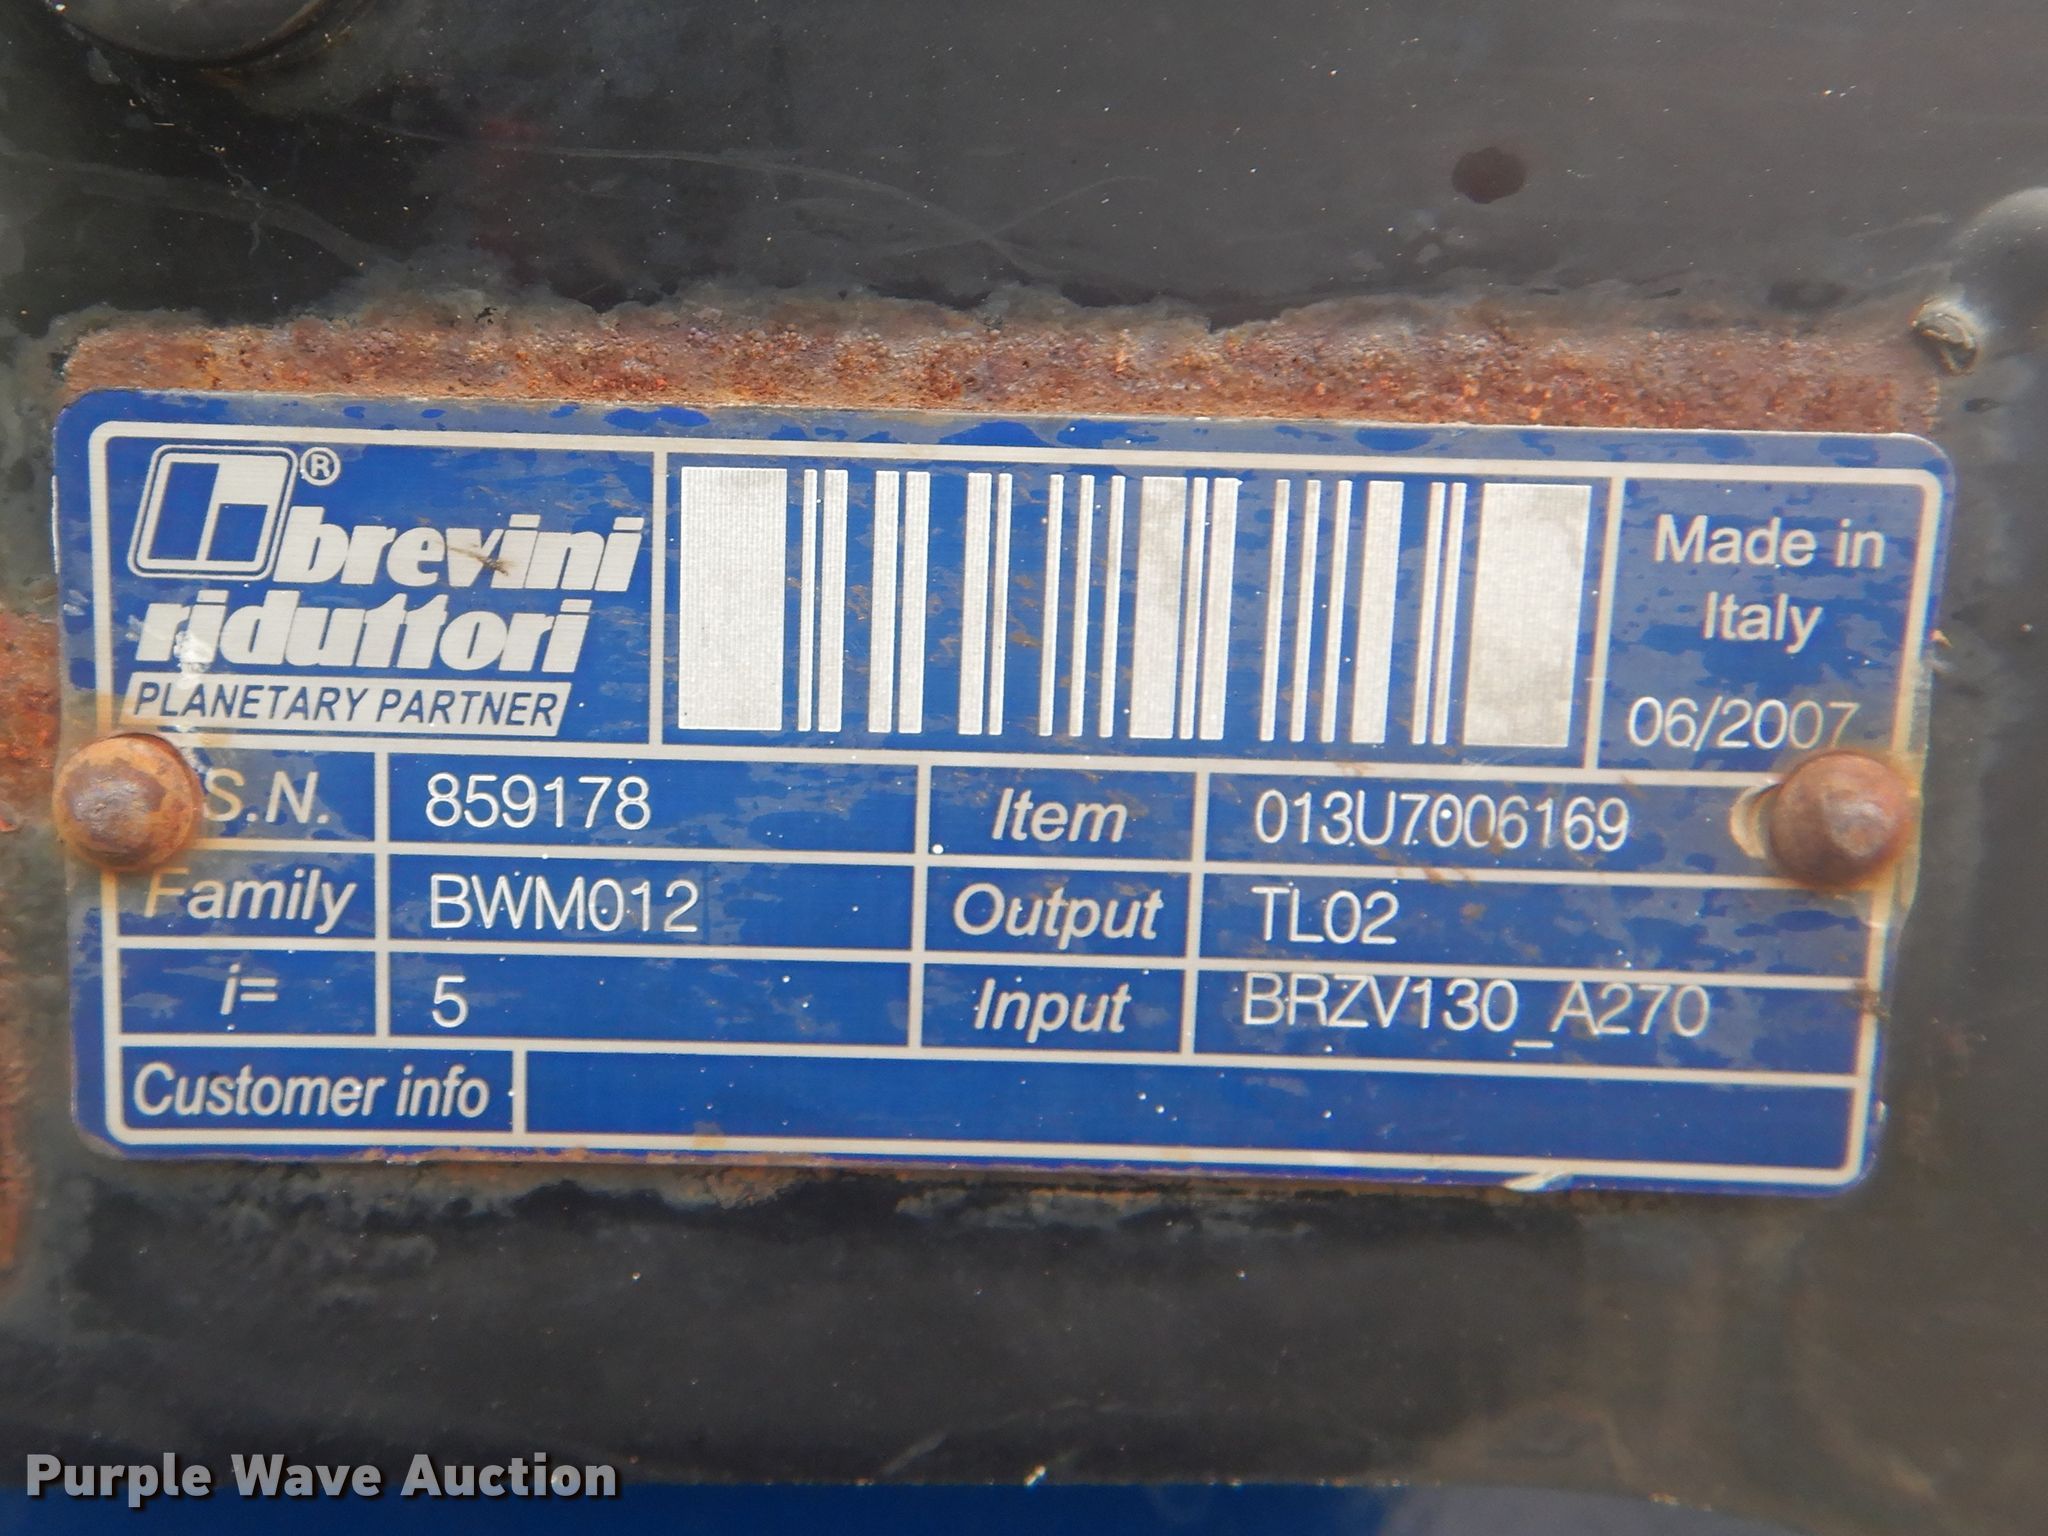 ®
brevini
riduttori
PLANETARY PARTNER
Made in
Italy
06/2007
S.N. 859178 Item 013U7006169
Family BWM012 Output TL02
i= 5 Input BRZV130_A270
Customer info
Purple Wave Auction